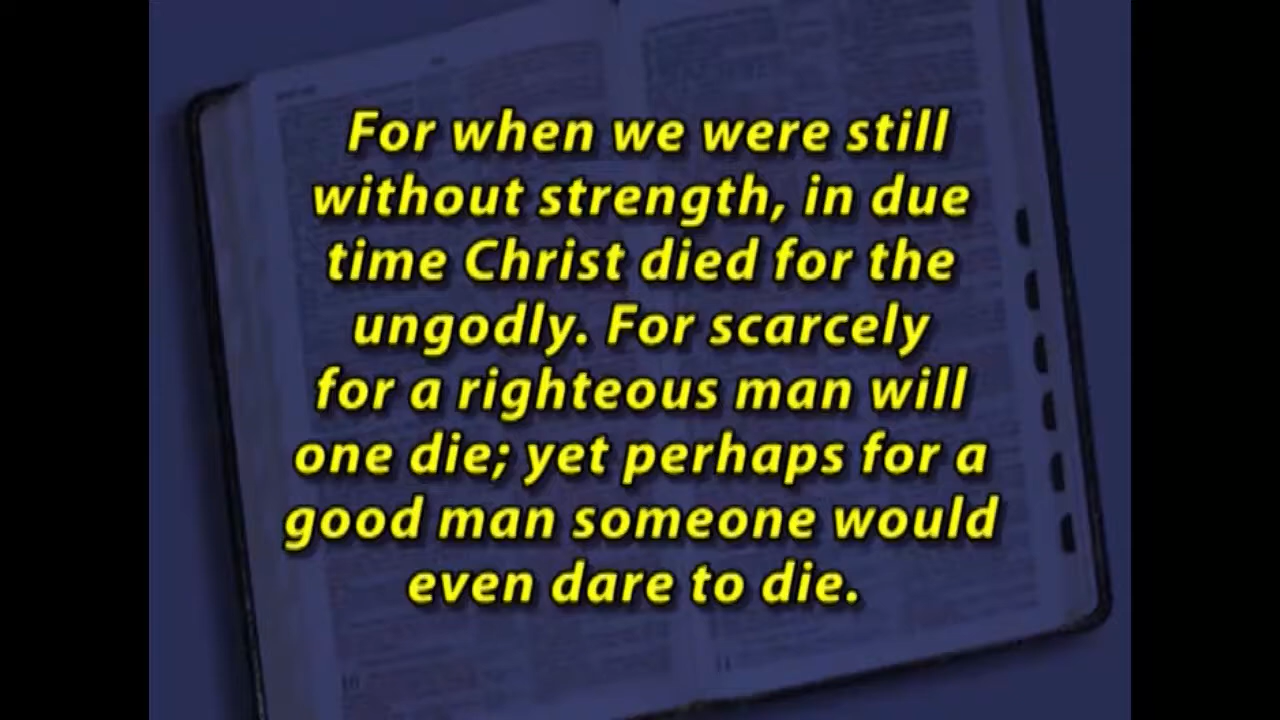 For when we were still
without strength, in due
time Christ died for the
ungodly. For scarcely
for a righteous man will
one die; yet perhaps for a
good man someone would
even dare to die.